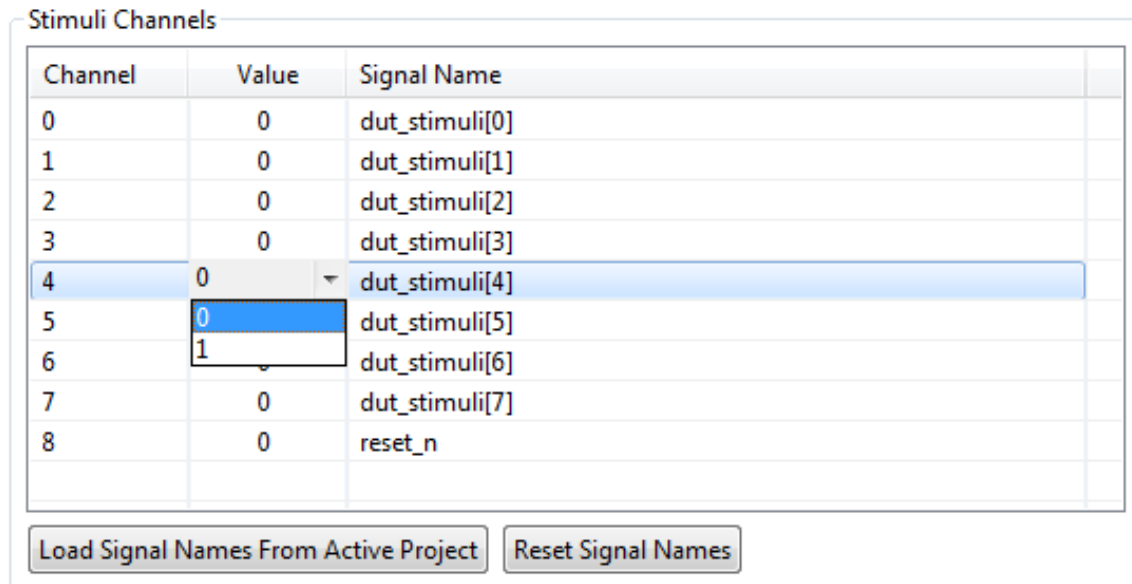 Stimuli Channels
Channel Value Signal Name
0 0 dut_stimuli[0]
1 0 dut_stimuli[1]
2 0 dut_stimuli[2]
3 0 dut_stimuli[3]
4 0 dut_stimuli[4]
5 0 dut_stimuli[5]
1
6 dut_stimuli[6]
7 0 dut_stimuli[7]
8 0 reset_n
Load Signal Names From Active Project Reset Signal Names